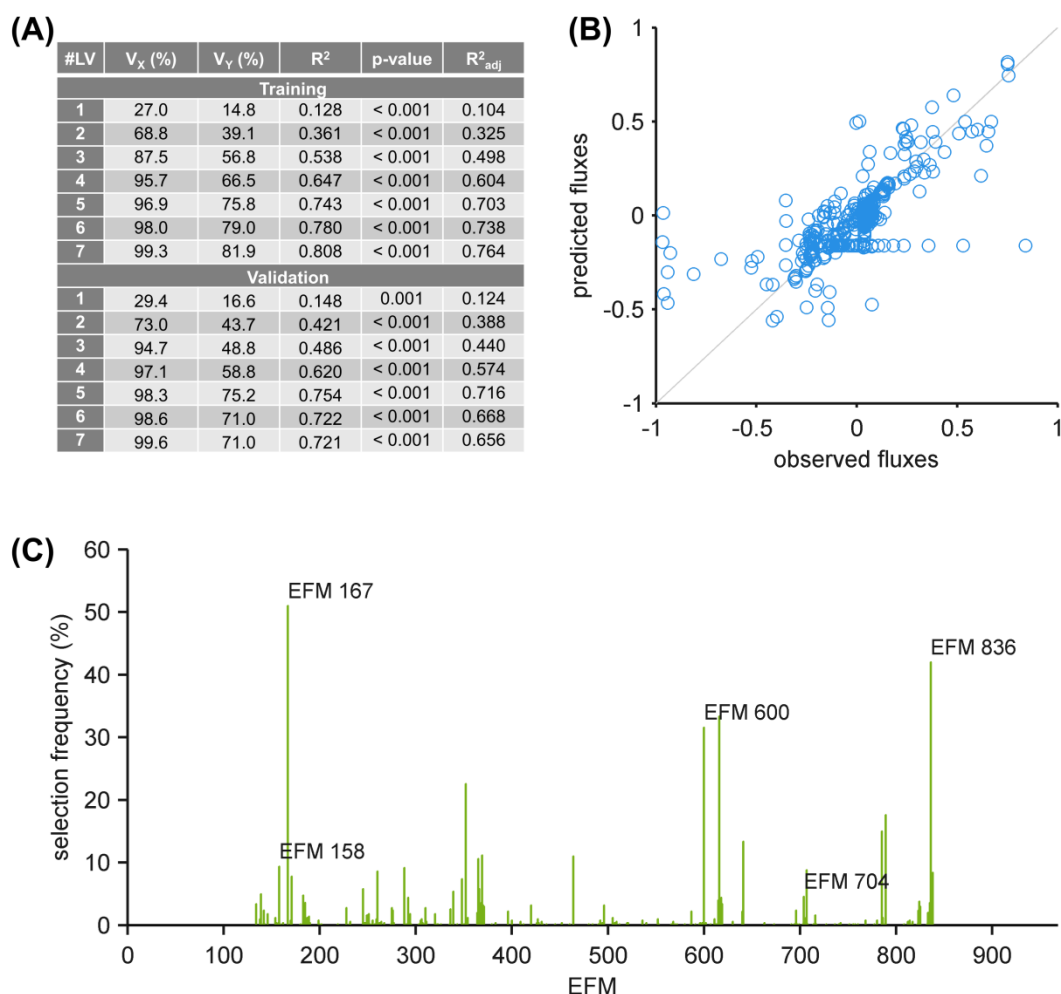 (A)
#LV VX (%) VY (%) R² p-value R²adj
Training
1 27.0 14.8 0.128 < 0.001 0.104
2 68.8 39.1 0.361 < 0.001 0.325
3 87.5 56.8 0.538 < 0.001 0.498
4 95.7 66.5 0.647 < 0.001 0.604
5 96.9 75.8 0.743 < 0.001 0.703
6 98.0 79.0 0.780 < 0.001 0.738
7 99.3 81.9 0.808 < 0.001 0.764
Validation
1 29.4 16.6 0.148 0.001 0.124
2 73.0 43.7 0.421 < 0.001 0.388
3 94.7 48.8 0.486 < 0.001 0.440
4 97.1 58.8 0.620 < 0.001 0.574
5 98.3 75.2 0.754 < 0.001 0.716
6 98.6 71.0 0.722 < 0.001 0.668
7 99.6 71.0 0.721 < 0.001 0.656
(B)
predicted fluxes
1
0.5
0
-0.5
-1
-1 -0.5 0 0.5 1
observed fluxes
(C)
selection frequency (%)
60
50
40
30
20
10
0
EFM 167
EFM 836
EFM 600
EFM 158
EFM 704
0 100 200 300 400 500 600 700 800 900
EFM